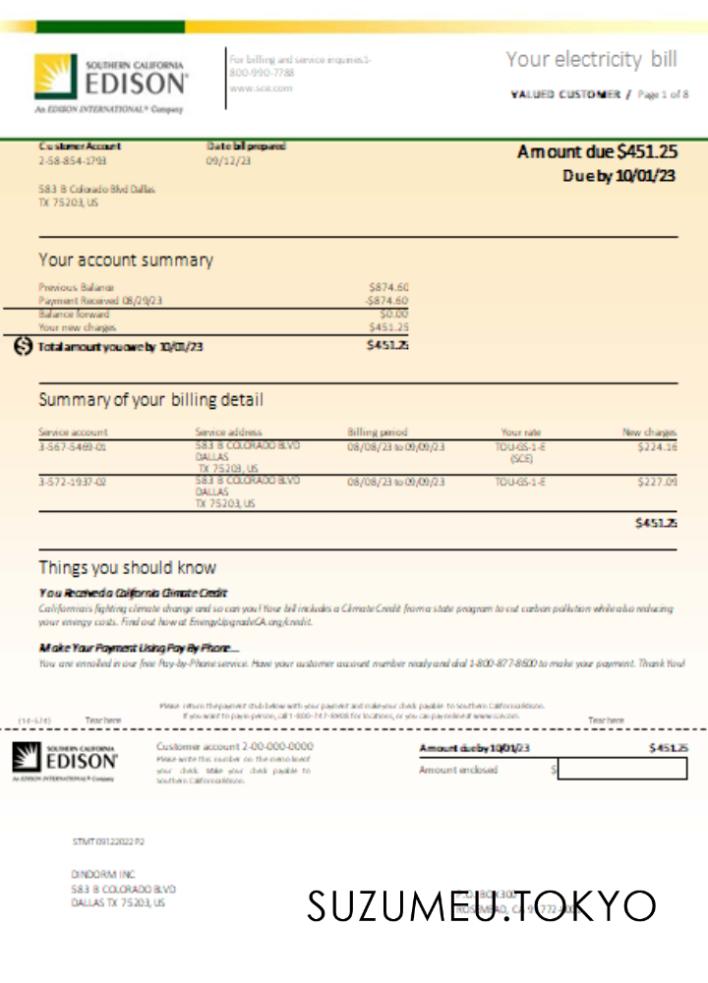 SOUTHERN CALIFORNIA
EDISON
An EDISON INTERNATIONAL® Company
For billing and service inquiries1-
800-990-7788
www.sce.com
Your electricity bill
VALUED CUSTOMER / Page 1 of 8
Customer Account
2-58-854-1793
Date bill prepared
09/12/23
Amount due $451.25
Due by 10/01/23
583 B Colorado Blvd Dallas
TX 75203, US
Your account summary
Previous Balance $874.60
Payment Received 08/29/23 -$874.60
Balance forward $0.00
Your new charges $451.25
Total amount you owe by 10/01/23 $451.25
Summary of your billing detail
Service account Service address Billing period Your rate New charges
3-567-5469-01 583 B COLORADO BLVD 08/08/23 to 09/09/23 TOU-GS-1-E $224.16
DALLAS (SCE)
TX 75203, US
3-572-1937-02 583 B COLORADO BLVD 08/08/23 to 09/09/23 TOU-GS-1-E $227.09
DALLAS
TX 75203, US
$451.25
Things you should know
You Received a California Climate Credit
California is fighting climate change and so can you! Your bill includes a Climate Credit from a state program to cut carbon pollution while also reducing
your energy costs. Find out how at EnergyUpgradeCA.org/credit.
Make Your Payment Using Pay By Phone...
You are enrolled in our free Pay-by-Phone service. Have your customer account number ready and dial 1-800-877-8600 to make your payment. Thank You!
Please return the payment stub below with your payment and make your check payable to Southern California Edison.
If you want to pay in person, call 1-800-747-8908 for locations, or you can pay online at www.sce.com.
(14-574) Tear here Tear here
SOUTHERN CALIFORNIA
EDISON
An EDISON INTERNATIONAL® Company
Customer account 2-00-000-0000
Please write this number on the memo line of
your check. Make your check payable to
Southern California Edison.
Amount due by 10/01/23 $451.25
Amount enclosed $
STMT 09122022 P2
DINDORM INC
583 B COLORADO BLVD
DALLAS TX 75203, US
P.O. BOX 300
ROSEMEAD, CA
SUZUMEU.TOKYO